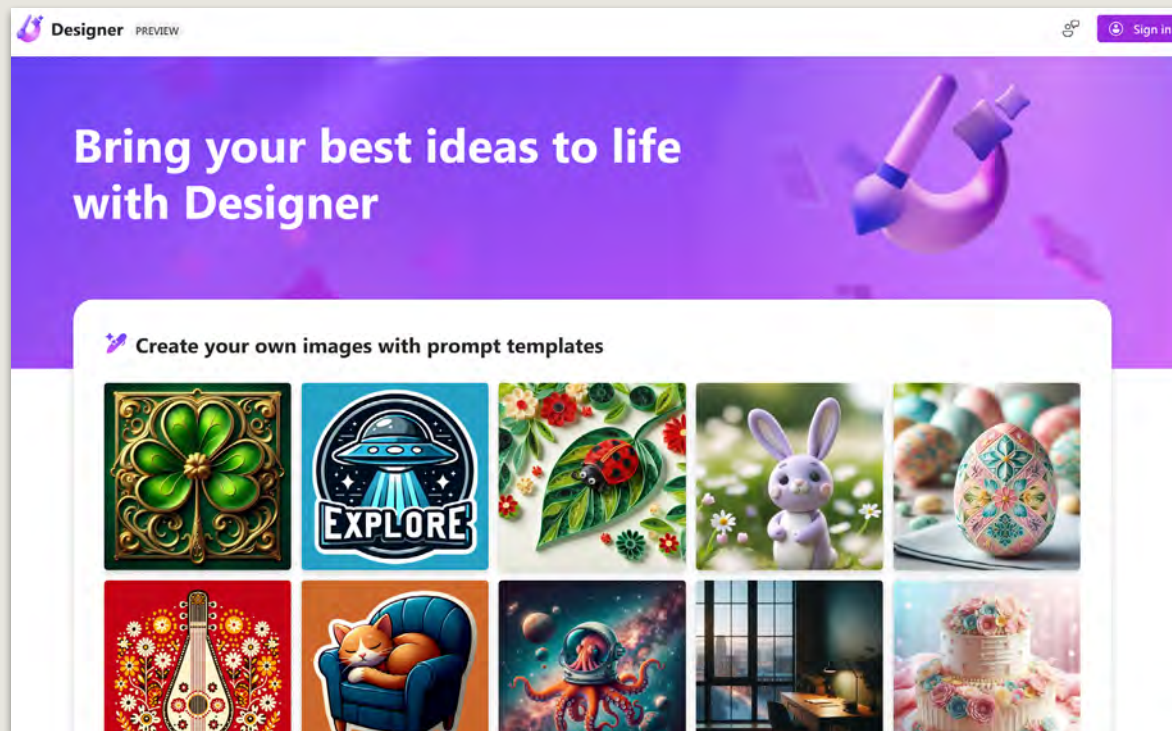 Designer PREVIEW
Sign in
Bring your best ideas to life
with Designer
Create your own images with prompt templates
EXPLORE